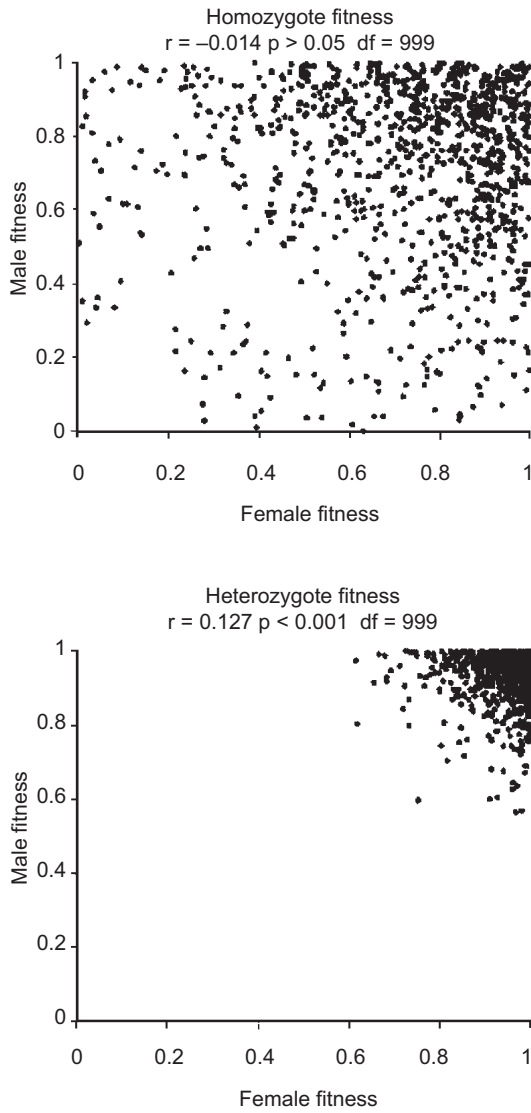 Homozygote fitness
r = –0.014 p > 0.05 df = 999
1
0.8
0.6
0.4
0.2
0
Male fitness
0 0.2 0.4 0.6 0.8 1
Female fitness
Heterozygote fitness
r = 0.127 p < 0.001 df = 999
1
0.8
0.6
0.4
0.2
0
Male fitness
0 0.2 0.4 0.6 0.8 1
Female fitness